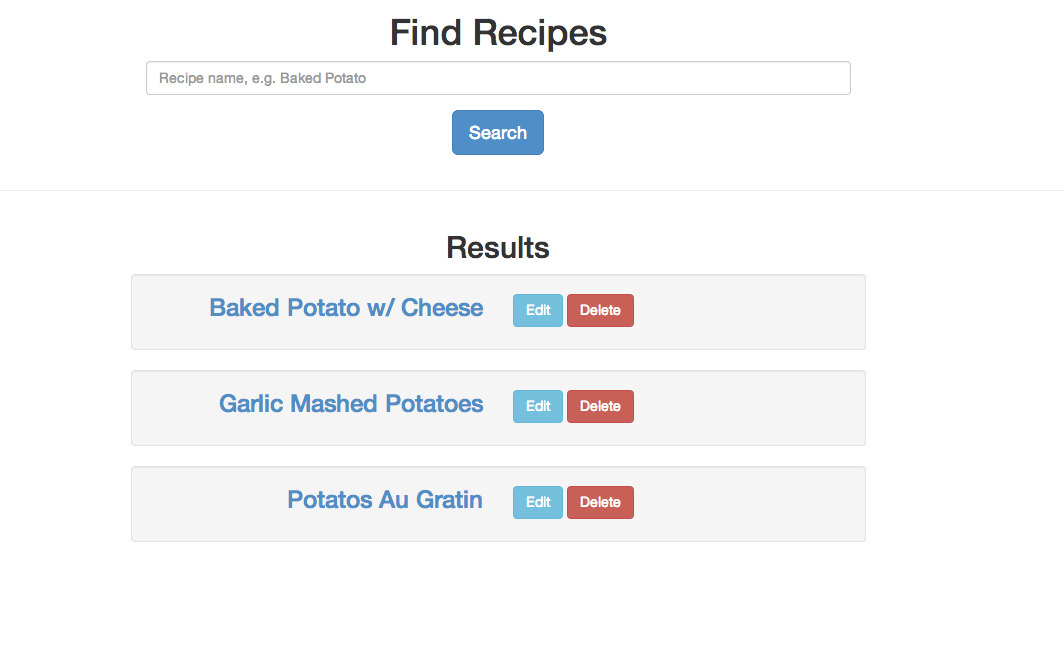 Find Recipes
Recipe name, e.g. Baked Potato
Search
Results
Baked Potato w/ Cheese Edit Delete
Garlic Mashed Potatoes Edit Delete
Potatos Au Gratin Edit Delete